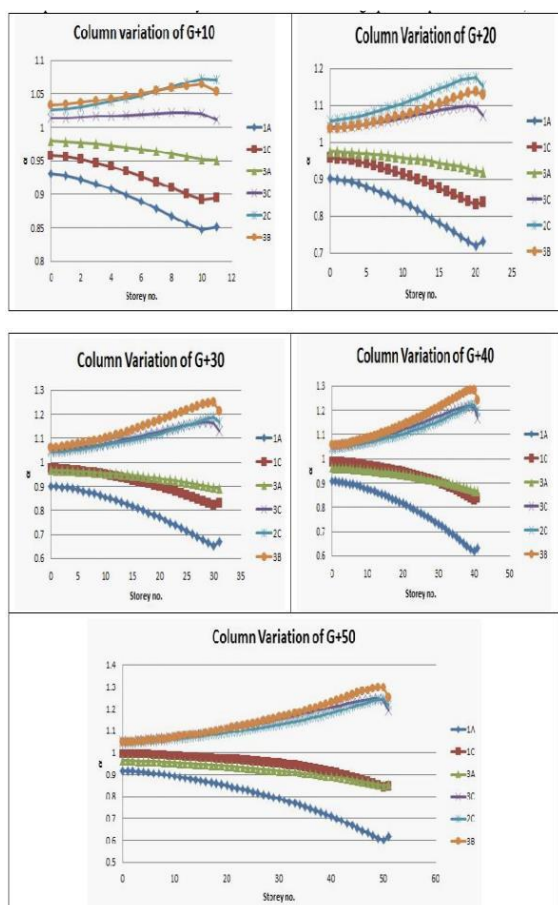 Column variation of G+10
1.1
1.05
1
0.95
0.9
0.85
0.8
α
0 2 4 6 8 10 12
Storey no.
1A
1C
3A
3C
2C
3B
Column variation of G+20
1.2
1.1
1
0.9
0.8
0.7
α
0 5 10 15 20 25
Storey no.
1A
1C
3A
3C
2C
3B
Column Variation of G+30
1.3
1.2
1.1
1
0.9
0.8
0.7
0.6
α
0 5 10 15 20 25 30 35
Storey no.
1A
1C
3A
3C
2C
3B
Column Variation of G+40
1.3
1.2
1.1
1
0.9
0.8
0.7
0.6
α
0 10 20 30 40 50
Storey no.
1A
1C
3A
3C
2C
3B
Column Variation of G+50
1.4
1.3
1.2
1.1
1
0.9
0.8
0.7
0.6
0.5
α
0 10 20 30 40 50 60
Storey no.
1A
1C
3A
3C
2C
3B